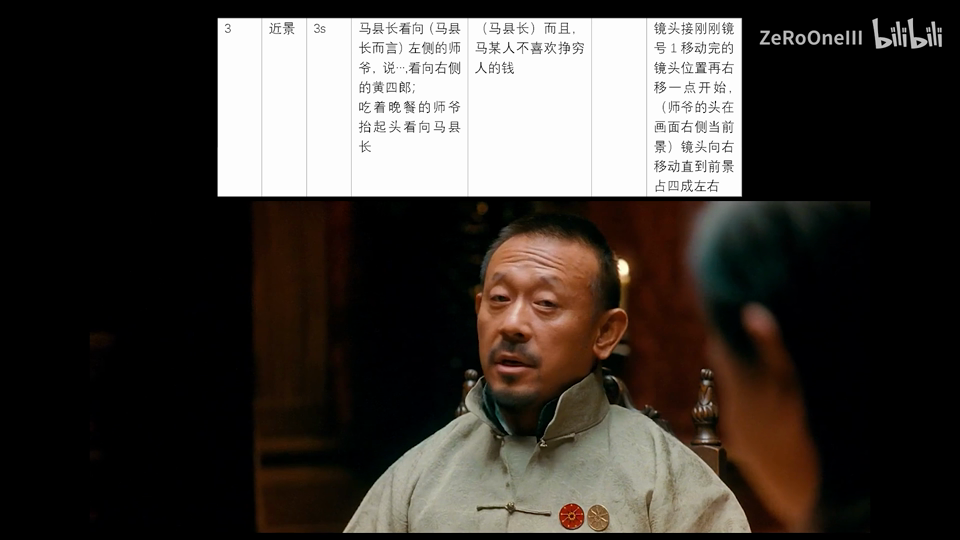 ZeRoOneIII bilibili
3
近景
3s
马县长看向（马县
长而言）左侧的师
爷，说…,看向右侧
的黄四郎；
吃着晚餐的师爷
抬起头看向马县
长
（马县长）而且，
马某人不喜欢挣穷
人的钱
镜头接刚刚镜
号 1 移动完的
镜头位置再右
移一点开始，
（师爷的头在
画面右侧当前
景）镜头向右
移动直到前景
占四成左右